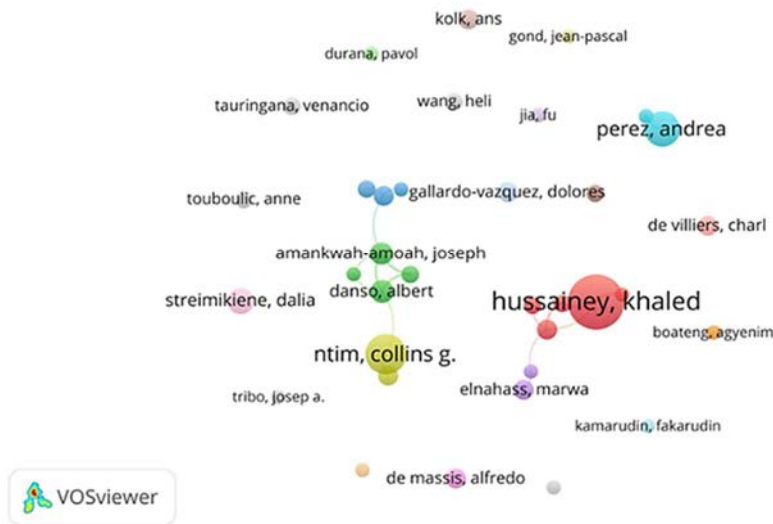 kolk, ans
gond, jean-pascal
durana, pavol
tauringana, venancio
wang, heli
jia, fu
perez, andrea
touboulic, anne
gallardo-vazquez, dolores
de villiers, charl
amankwah-amoah, joseph
danso, albert
streimikiene, dalia
hussainey, khaled
boateng, agyenim
ntim, collins g.
elnahass, marwa
tribo, josep a.
kamarudin, fakarudin
de massis, alfredo
VOSviewer